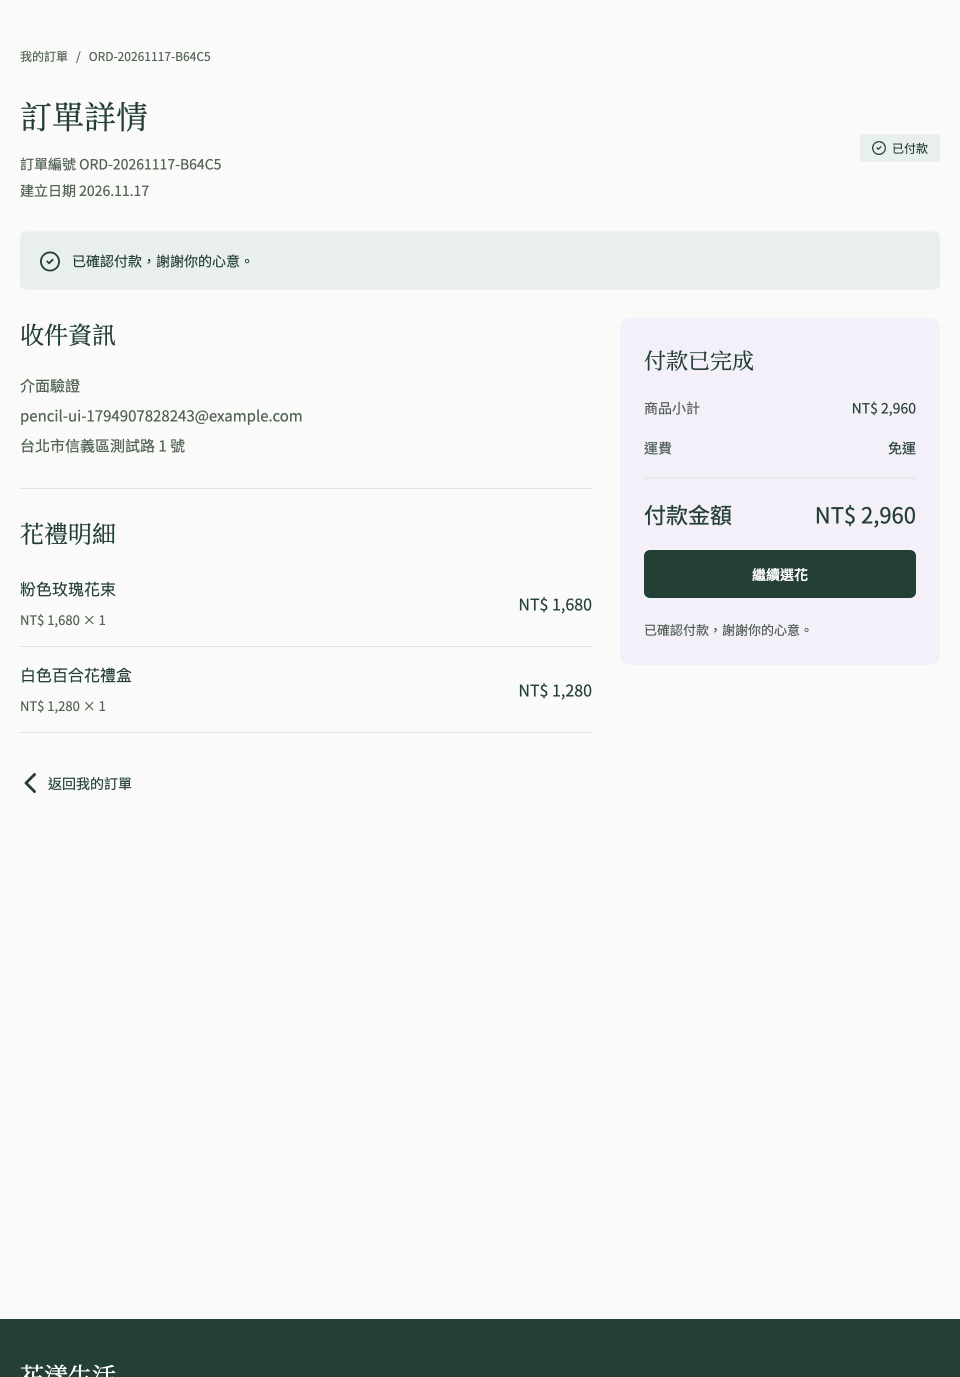 我的訂單 / ORD-20261117-B64C5
訂單詳情
訂單編號 ORD-20261117-B64C5
建立日期 2026.11.17
已付款
已確認付款，謝謝你的心意。
收件資訊
介面驗證
pencil-ui-1794907828243@example.com
台北市信義區測試路 1 號
花禮明細
粉色玫瑰花束
NT$ 1,680 × 1
NT$ 1,680
白色百合花禮盒
NT$ 1,280 × 1
NT$ 1,280
返回我的訂單
付款已完成
商品小計 NT$ 2,960
運費 免運
付款金額 NT$ 2,960
繼續選花
已確認付款，謝謝你的心意。
花漾生活